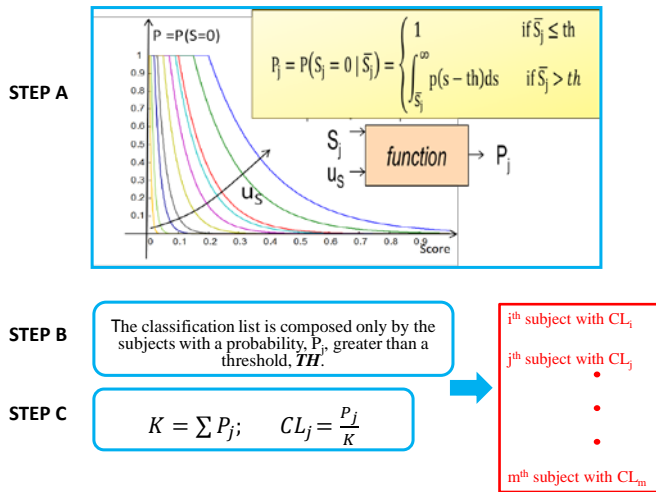 STEP A
P =P(S=0)
P_j = P(S_j = 0 | S̄_j) = { 1 if S̄_j ≤ th
∫_{S̄_j}^∞ p(s − th)ds if S̄_j > th
1
0.9
0.8
0.7
0.6
0.5
0.4
0.3
0.2
0.1
u_S
0 0.1 0.2 0.3 0.4 0.5 0.6 0.7 0.8 0.9
Score
S_j
u_S
function
P_j
STEP B
The classification list is composed only by the
subjects with a probability, P_j, greater than a
threshold, TH.
STEP C
K = ∑ P_j; CL_j = P_j / K
i^th subject with CL_i
j^th subject with CL_j
m^th subject with CL_m